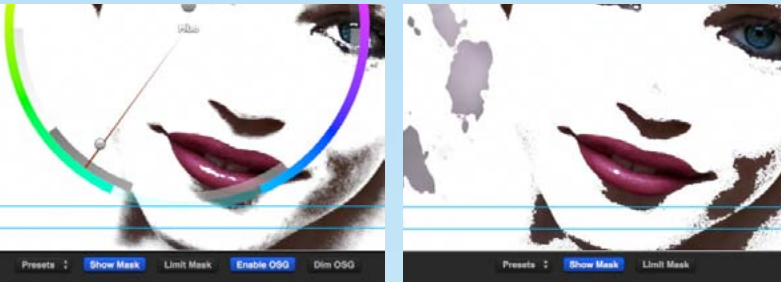 Hue
Presets Show Mask Limit Mask Enable OSG Dim OSG
Presets Show Mask Limit Mask